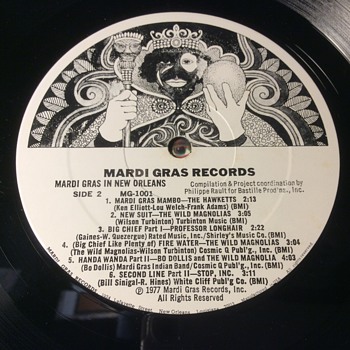 MARDI GRAS RECORDS
MARDI GRAS IN NEW ORLEANS
Compilation & Project coordination by
Philippe Rault for Bastille Prod'ns., Inc.
SIDE 2 MG-1001
1. MARDI GRAS MAMBO—THE HAWKETTS 2:13
(Ken Elliott-Lou Welch-Frank Adams) (BMI)
2. NEW SUIT—THE WILD MAGNOLIAS 3:05
(Wilson Turbinton) (BMI)
3. BIG CHIEF Part I—PROFESSOR LONGHAIR 2:22
(Gaines-W. Quezergue) Rated Music/Inc./Shirley's Music Co. (BMI)
4. (Big Chief Like Plenty of) FIRE WATER—THE WILD MAGNOLIAS 3:04
(The Wild Magnolias-Wilson Turbinton) Cosmic Q Publ'g., Inc. (BMI)
5. HANDA WANDA Part II—BO DOLLIS and THE WILD MAGNOLIA 4:03
(Bo Dollis) Mardi Gras Indian Band/Cosmic Q Publ'g., Inc. (BMI)
6. SECOND LINE Part II—STOP, INC. 3:11
(Bill Sinigal-R. Hines) White Cliff Publ'g Co. (BMI)
℗ 1977 Mardi Gras Records, Inc.
All Rights Reserved